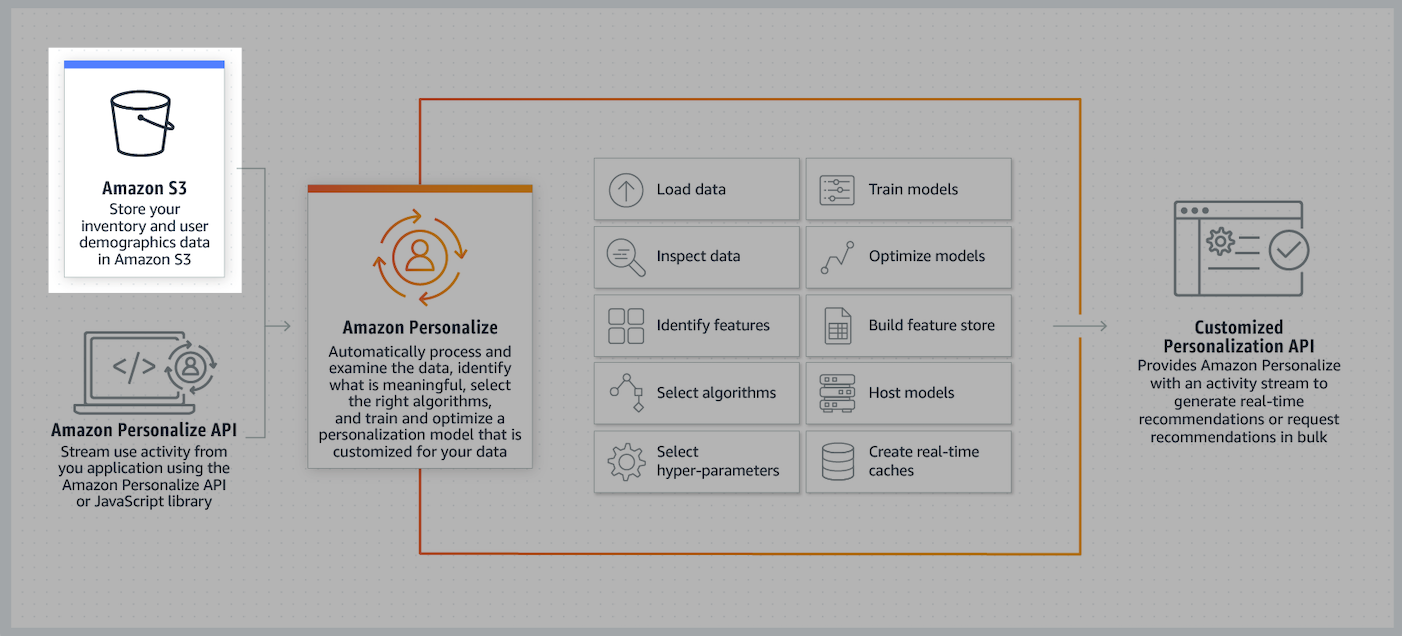 Amazon S3
Store your
inventory and user
demographics data
in Amazon S3
</>
Amazon Personalize API
Stream use activity from
you application using the
Amazon Personalize API
or JavaScript library
Amazon Personalize
Automatically process and
examine the data, identify
what is meaningful, select
the right algorithms,
and train and optimize a
personalization model that is
customized for your data
Load data
Train models
Inspect data
Optimize models
Identify features
Build feature store
Select algorithms
Host models
Select
hyper-parameters
Create real-time
caches
Customized
Personalization API
Provides Amazon Personalize
with an activity stream to
generate real-time
recommendations or request
recommendations in bulk